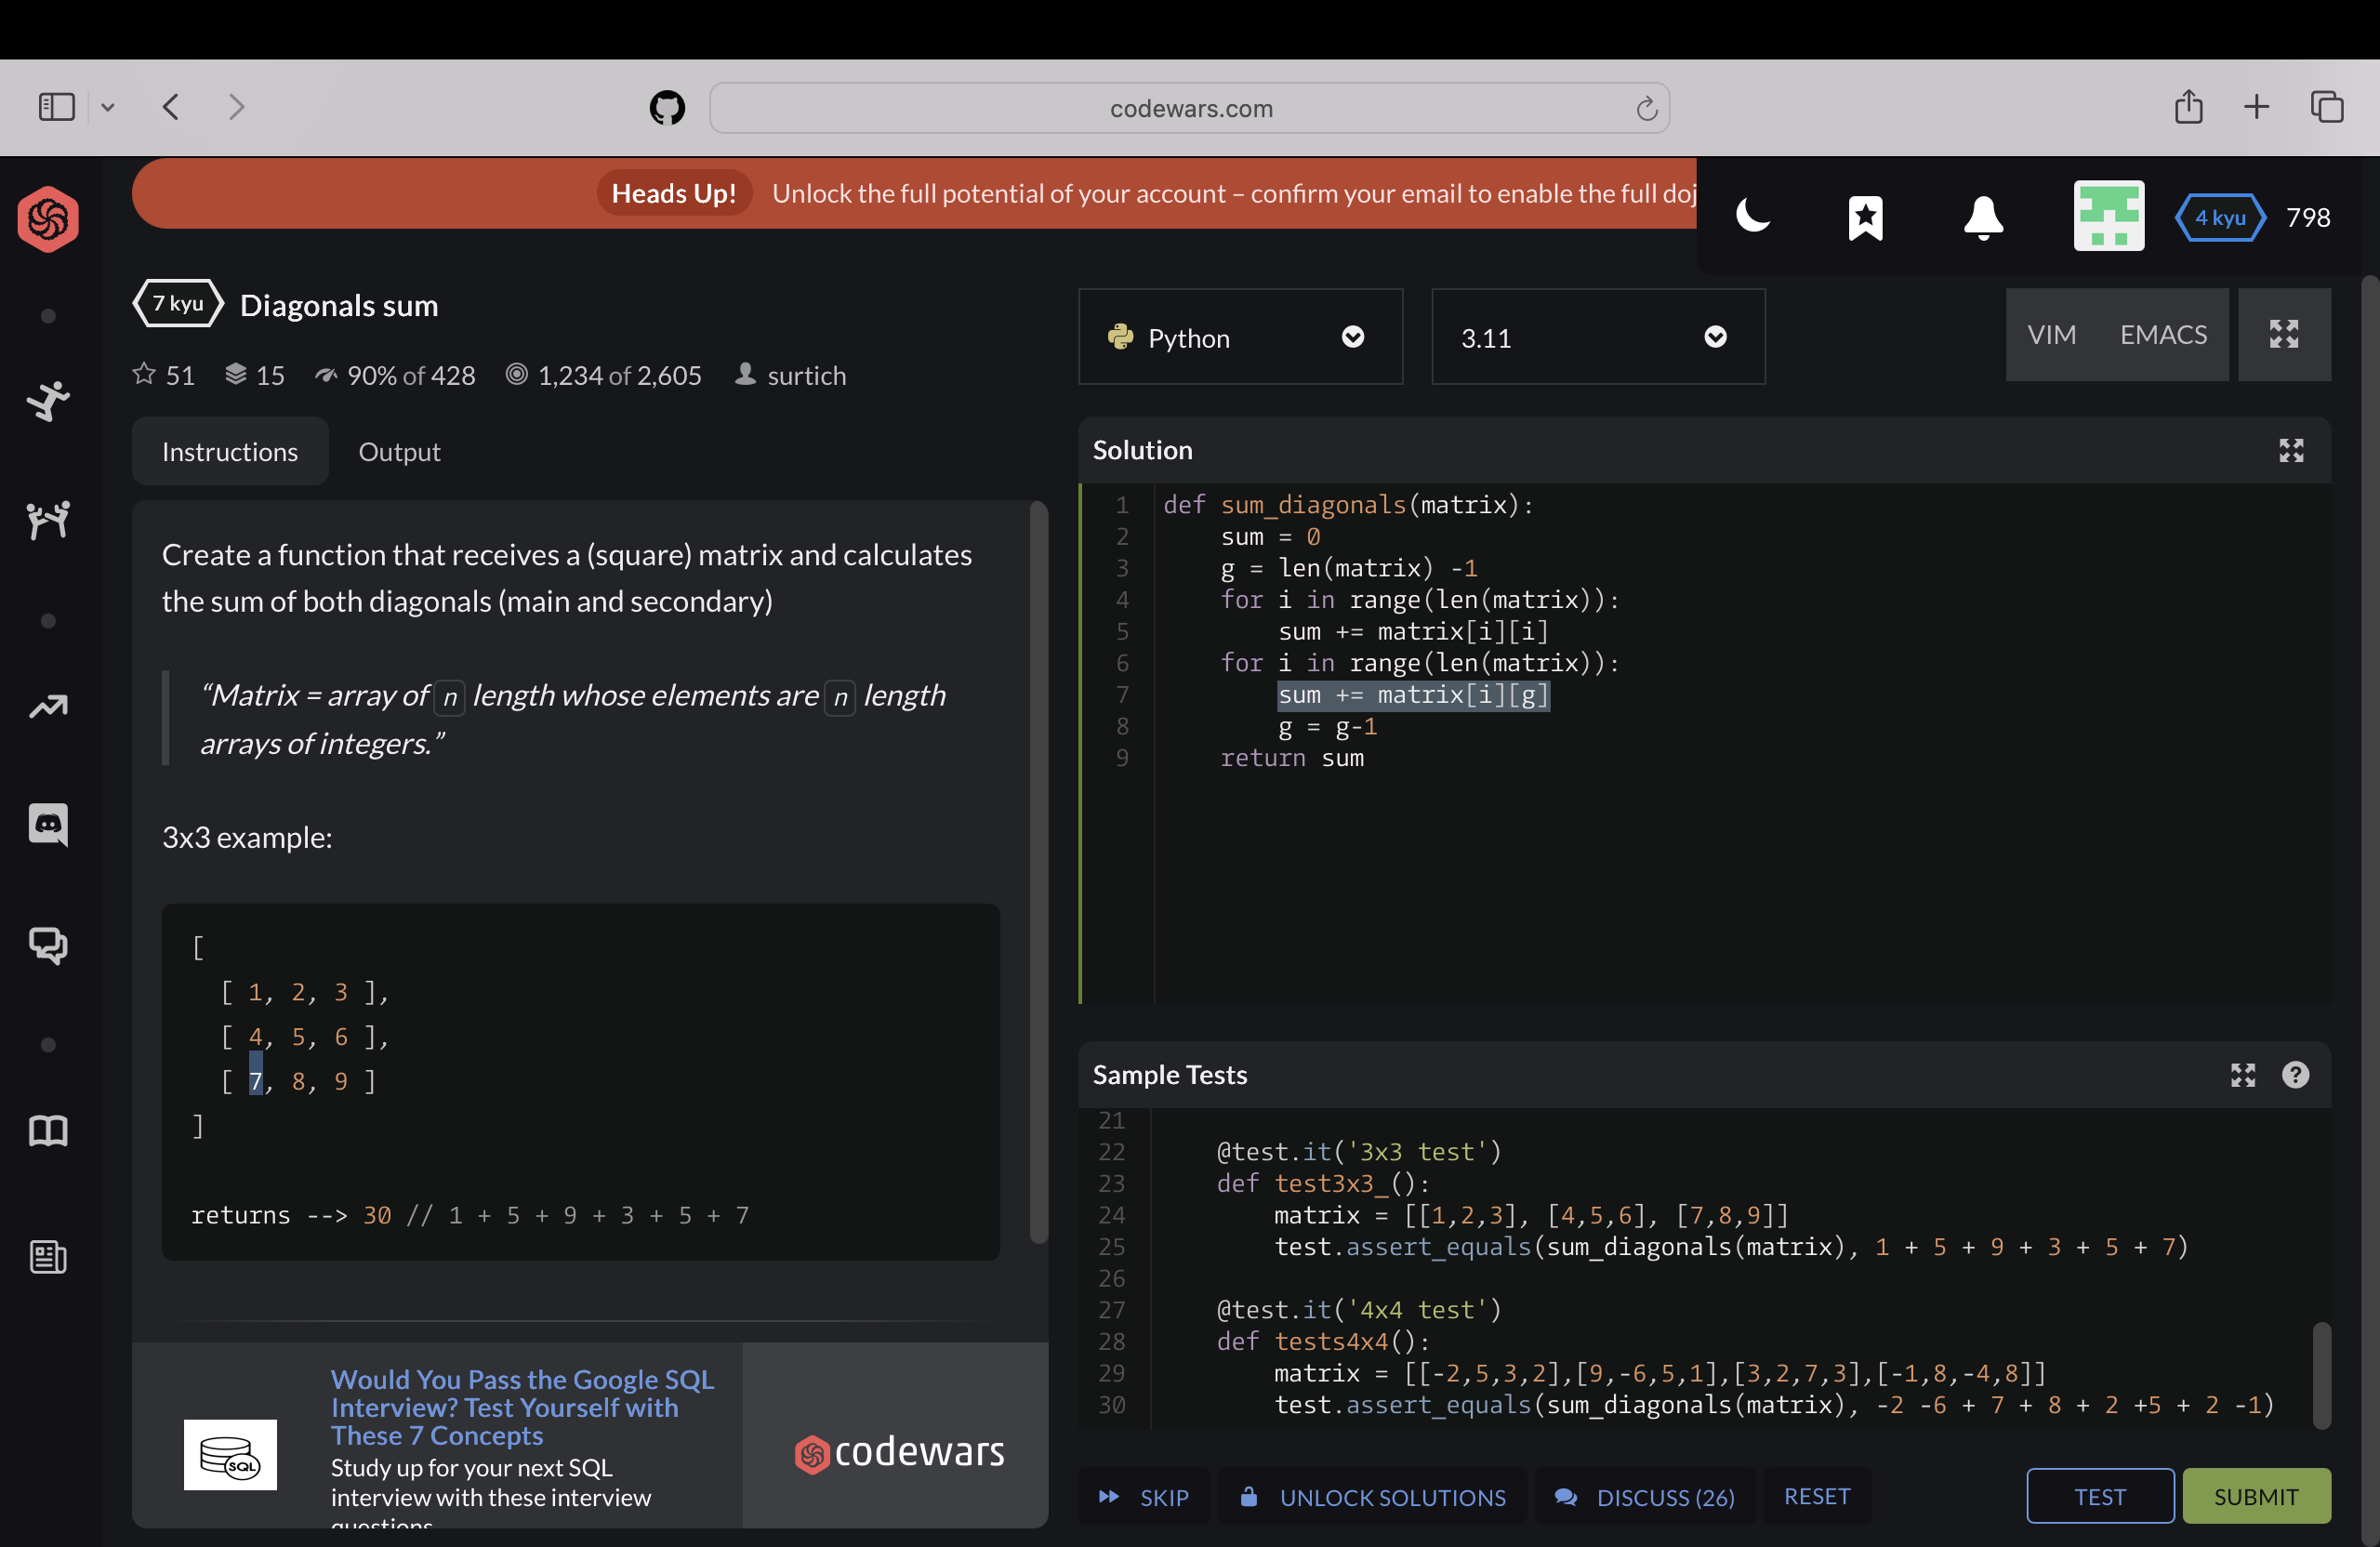 codewars.com
Heads Up! Unlock the full potential of your account – confirm your email to enable the full doj
4 kyu 798
7 kyu Diagonals sum
51 15 90% of 428 1,234 of 2,605 surtich
Instructions Output
Create a function that receives a (square) matrix and calculates
the sum of both diagonals (main and secondary)
“Matrix = array of n length whose elements are n length
arrays of integers.”
3x3 example:
[
[ 1, 2, 3 ],
[ 4, 5, 6 ],
[ 7, 8, 9 ]
]
returns --> 30 // 1 + 5 + 9 + 3 + 5 + 7
Would You Pass the Google SQL
Interview? Test Yourself with
These 7 Concepts
Study up for your next SQL
interview with these interview
questions
SQL
codewars
Python 3.11 VIM EMACS
Solution
1 def sum_diagonals(matrix):
2 sum = 0
3 g = len(matrix) -1
4 for i in range(len(matrix)):
5 sum += matrix[i][i]
6 for i in range(len(matrix)):
7 sum += matrix[i][g]
8 g = g-1
9 return sum
Sample Tests ?
21
22 @test.it('3x3 test')
23 def test3x3_():
24 matrix = [[1,2,3], [4,5,6], [7,8,9]]
25 test.assert_equals(sum_diagonals(matrix), 1 + 5 + 9 + 3 + 5 + 7)
26
27 @test.it('4x4 test')
28 def tests4x4():
29 matrix = [[-2,5,3,2],[9,-6,5,1],[3,2,7,3],[-1,8,-4,8]]
30 test.assert_equals(sum_diagonals(matrix), -2 -6 + 7 + 8 + 2 +5 + 2 -1)
SKIP UNLOCK SOLUTIONS DISCUSS (26) RESET TEST SUBMIT